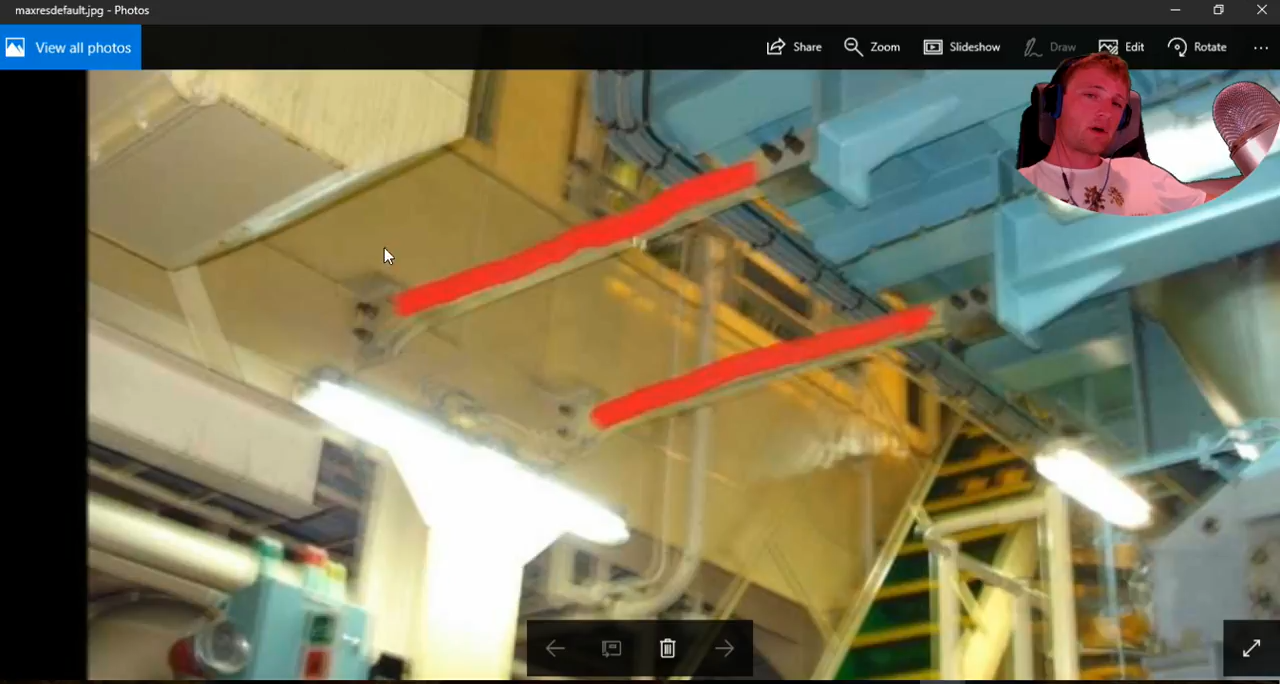 maxresdefault.jpg - Photos
View all photos
Share
Zoom
Slideshow
Draw
Edit
Rotate